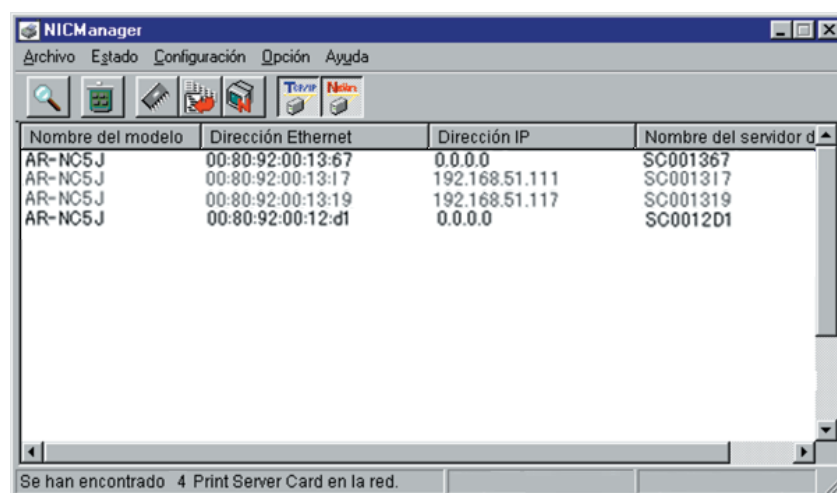 NICManager
Archivo Estado Configuración Opción Ayuda
TCP/IP
Nombre del modelo Dirección Ethernet Dirección IP Nombre del servidor d
AR-NC5J 00:80:92:00:13:67 0.0.0.0 SC001367
AR-NC5J 00:80:92:00:13:17 192.168.51.111 SC001317
AR-NC5J 00:80:92:00:13:19 192.168.51.117 SC001319
AR-NC5J 00:80:92:00:12:d1 0.0.0.0 SC0012D1
Se han encontrado 4 Print Server Card en la red.